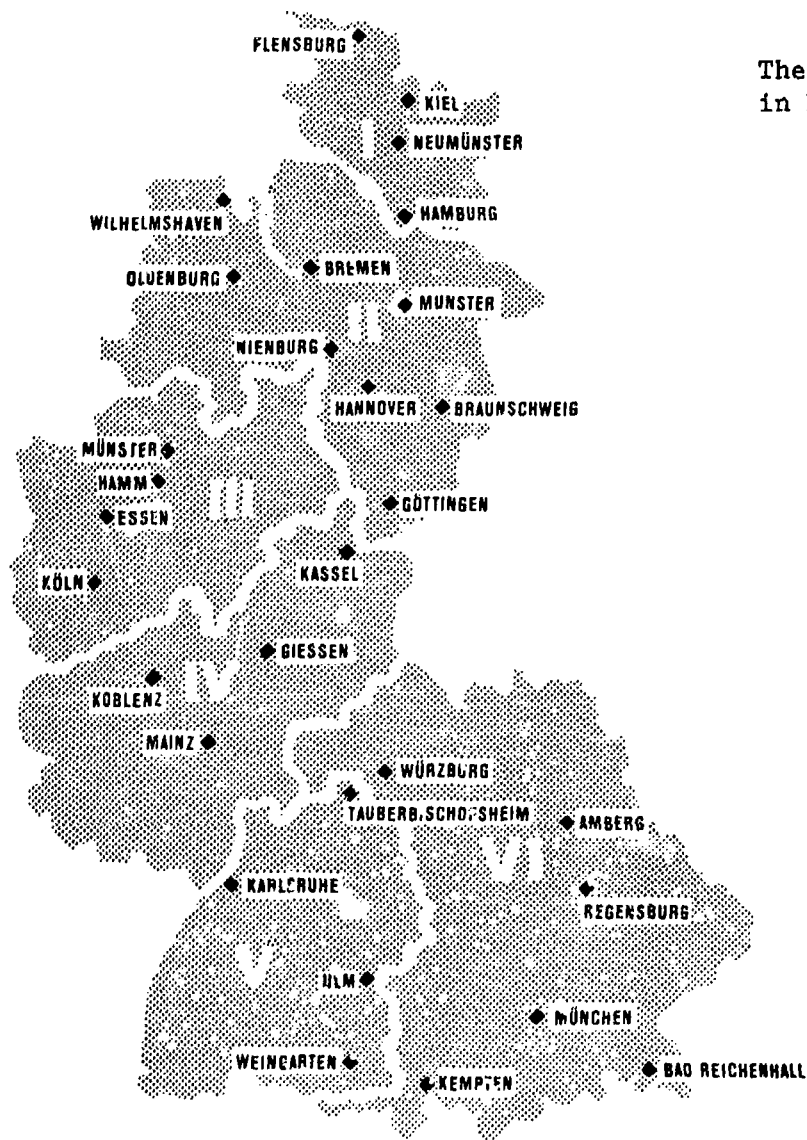 FLENSBURG
The
in
KIEL
I
NEUMÜNSTER
WILHELMSHAVEN
HAMBURG
BREMEN
OLDENBURG
MUNSTER
II
NIENBURG
HANNOVER
BRAUNSCHWEIG
MÜNSTER
HAMM
III
ESSEN
GÖTTINGEN
KASSEL
KÖLN
GIESSEN
IV
KOBLENZ
MAINZ
WÜRZBURG
TAUBERBISCHOFSHEIM
AMBERG
VI
KARLSRUHE
REGENSBURG
V
ULM
MÜNCHEN
WEINGARTEN
KEMPTEN
BAD REICHENHALL